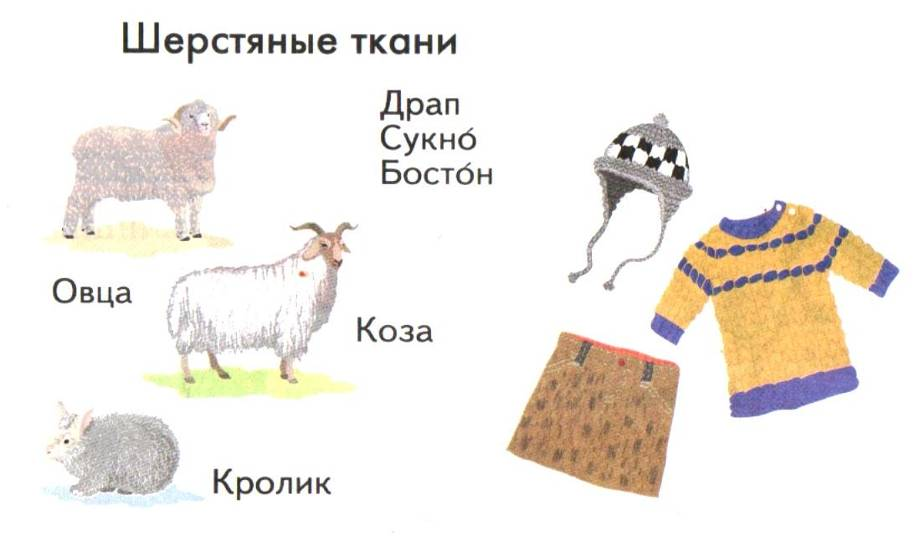 Шерстяные ткани
Драп
Сукно́
Босто́н
Овца
Коза
Кролик